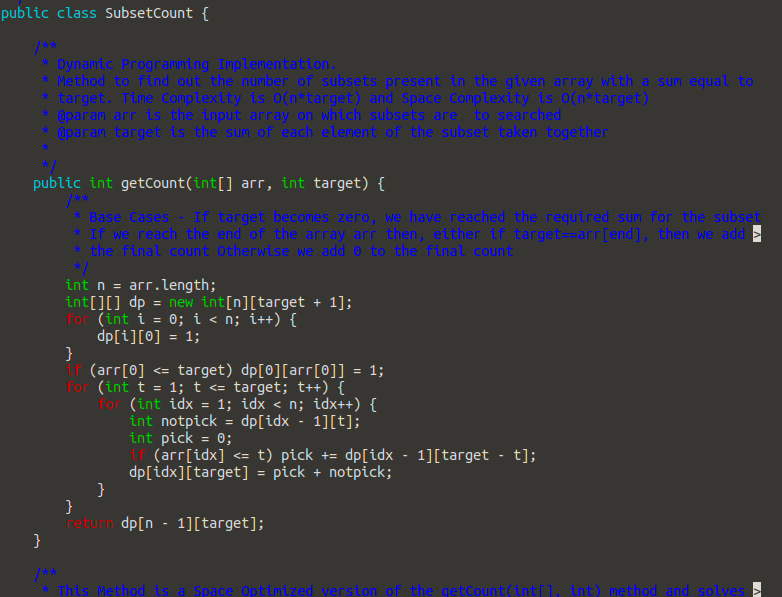 public class SubsetCount {
/**
* Dynamic Programming Implementation.
* Method to find out the number of subsets present in the given array with a sum equal to
* target. Time Complexity is O(n*target) and Space Complexity is O(n*target)
* @param arr is the input array on which subsets are  to searched
* @param target is the sum of each element of the subset taken together
*
*/
public int getCount(int[] arr, int target) {
/**
* Base Cases - If target becomes zero, we have reached the required sum for the subset
* If we reach the end of the array arr then, either if target==arr[end], then we add >
* the final count Otherwise we add 0 to the final count
*/
int n = arr.length;
int[][] dp = new int[n][target + 1];
for (int i = 0; i < n; i++) {
dp[i][0] = 1;
}
if (arr[0] <= target) dp[0][arr[0]] = 1;
for (int t = 1; t <= target; t++) {
for (int idx = 1; idx < n; idx++) {
int notpick = dp[idx - 1][t];
int pick = 0;
if (arr[idx] <= t) pick += dp[idx - 1][target - t];
dp[idx][target] = pick + notpick;
}
}
return dp[n - 1][target];
}
/**
* This Method is a Space Optimized version of the getCount(int[], int) method and solves >